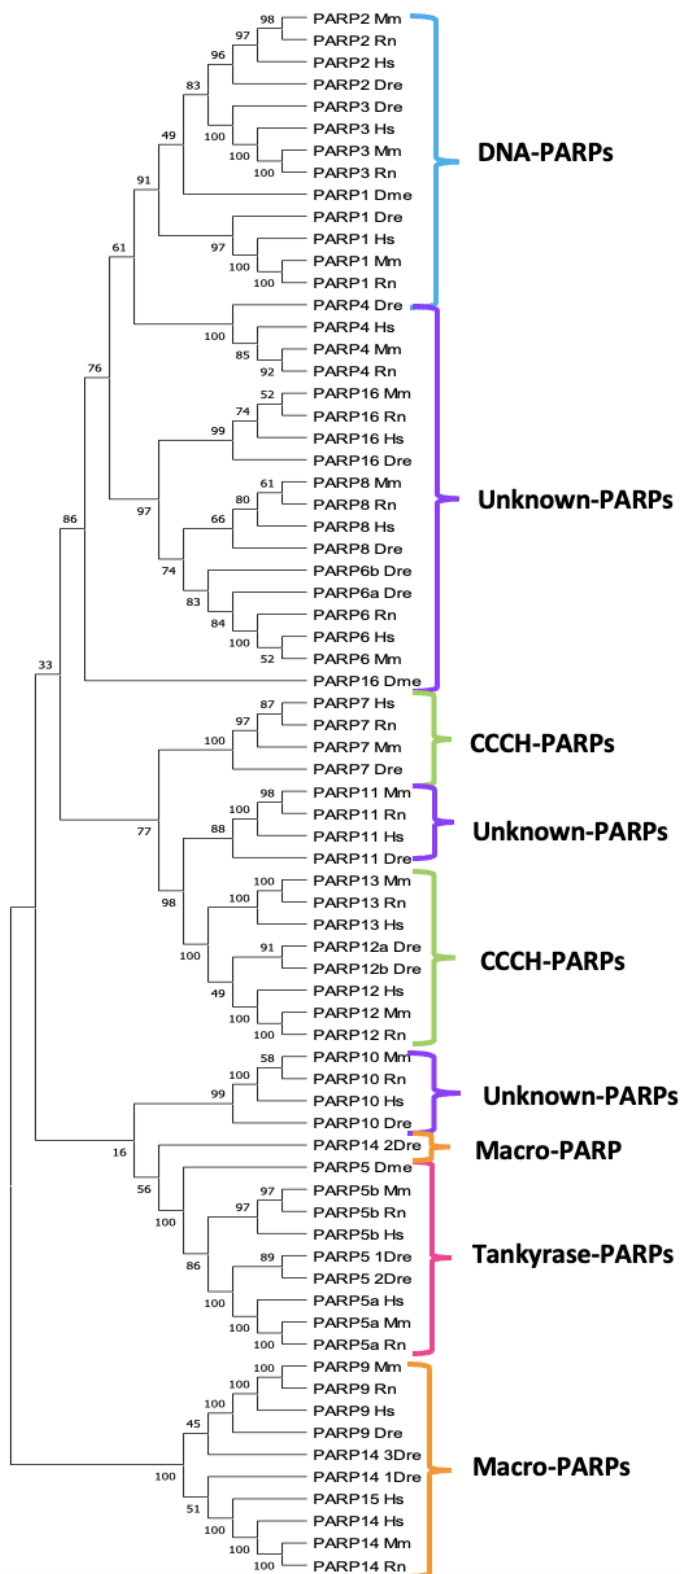 98
PARP2 Mm
97
PARP2 Rn
96
PARP2 Hs
83
PARP2 Dre
PARP3 Dre
100
PARP3 Hs
49
100
PARP3 Mm
100
PARP3 Rn
DNA-PARPs
91
PARP1 Dme
PARP1 Dre
97
PARP1 Hs
61
100
PARP1 Mm
100
PARP1 Rn
PARP4 Dre
100
PARP4 Hs
85
PARP4 Mm
76
92
PARP4 Rn
52
PARP16 Mm
74
PARP16 Rn
99
PARP16 Hs
PARP16 Dre
61
PARP8 Mm
80
PARP8 Rn
97
66
PARP8 Hs
Unknown-PARPs
86
PARP8 Dre
74
PARP6b Dre
83
PARP6a Dre
84
PARP6 Rn
100
PARP6 Hs
52
PARP6 Mm
33
PARP16 Dme
87
PARP7 Hs
97
PARP7 Rn
100
PARP7 Mm
PARP7 Dre
CCCH-PARPs
98
PARP11 Mm
100
PARP11 Rn
77
88
PARP11 Hs
PARP11 Dre
Unknown-PARPs
98
100
PARP13 Mm
100
PARP13 Rn
PARP13 Hs
100
91
PARP12a Dre
PARP12b Dre
49
PARP12 Hs
100
PARP12 Mm
100
PARP12 Rn
CCCH-PARPs
58
PARP10 Mm
100
PARP10 Rn
99
PARP10 Hs
PARP10 Dre
Unknown-PARPs
16
PARP14 2Dre
Macro-PARP
56
PARP5 Dme
97
PARP5b Mm
100
97
PARP5b Rn
PARP5b Hs
86
89
PARP5 1Dre
PARP5 2Dre
100
PARP5a Hs
100
PARP5a Mm
100
PARP5a Rn
Tankyrase-PARPs
100
PARP9 Mm
100
PARP9 Rn
100
PARP9 Hs
45
PARP9 Dre
PARP14 3Dre
100
PARP14 1Dre
51
PARP15 Hs
100
PARP14 Hs
100
PARP14 Mm
100
PARP14 Rn
Macro-PARPs